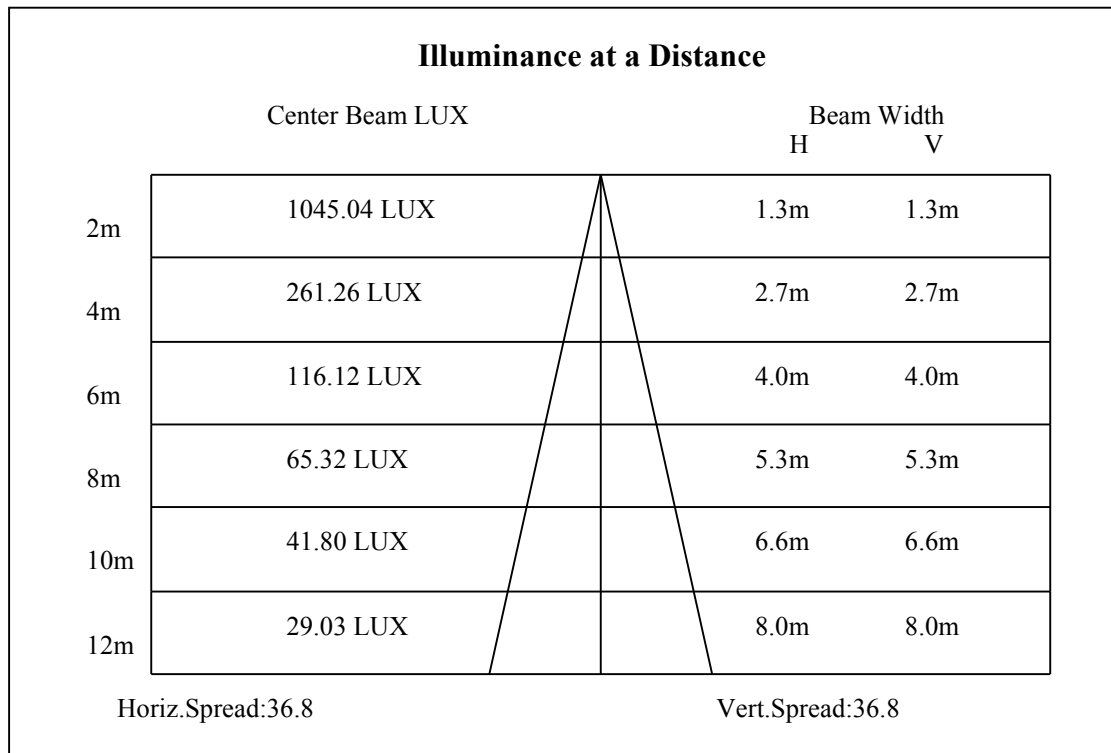 Illuminance at a Distance
Center Beam LUX Beam Width
H V
2m 1045.04 LUX 1.3m 1.3m
4m 261.26 LUX 2.7m 2.7m
6m 116.12 LUX 4.0m 4.0m
8m 65.32 LUX 5.3m 5.3m
10m 41.80 LUX 6.6m 6.6m
12m 29.03 LUX 8.0m 8.0m
Horiz.Spread:36.8 Vert.Spread:36.8